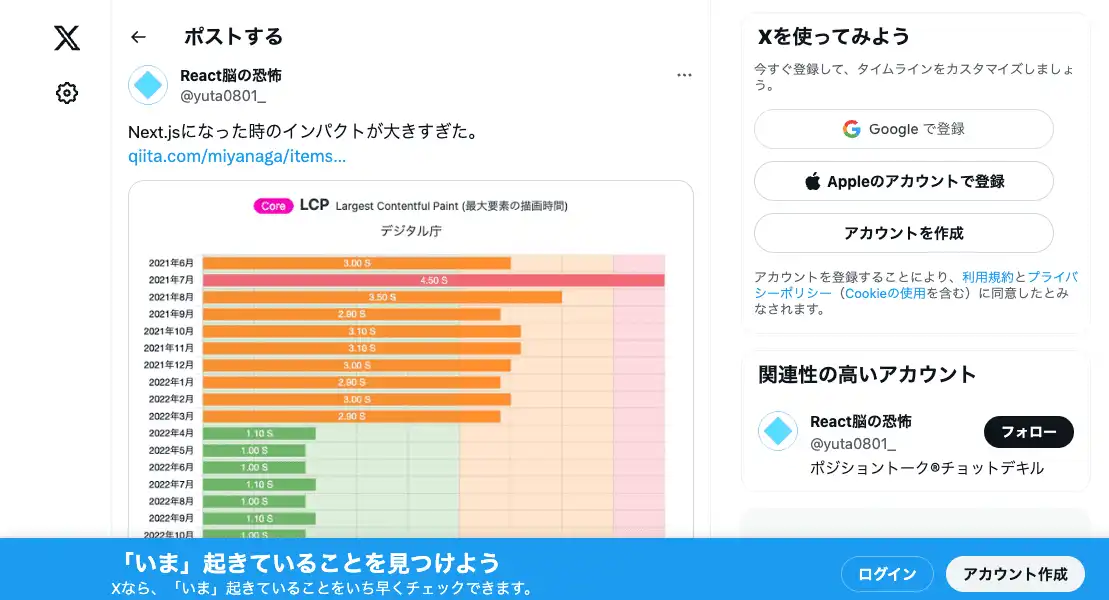 ポストする
React脳の恐怖
@yuta0801_
Next.jsになった時のインパクトが大きすぎた。
qiita.com/miyanaga/items…
Core LCP Largest Contentful Paint (最大要素の描画時間)
デジタル庁
2021年6月 3.00 S
2021年7月 4.50 S
2021年8月 3.50 S
2021年9月 2.90 S
2021年10月 3.10 S
2021年11月 3.10 S
2021年12月 3.00 S
2022年1月 2.90 S
2022年2月 3.00 S
2022年3月 2.90 S
2022年4月 1.10 S
2022年5月 1.00 S
2022年6月 1.00 S
2022年7月 1.10 S
2022年8月 1.00 S
2022年9月 1.10 S
2022年10月 1.00 S
Xを使ってみよう
今すぐ登録して、タイムラインをカスタマイズしましょ
う。
Google で登録
Appleのアカウントで登録
アカウントを作成
アカウントを登録することにより、利用規約とプライバ
シーポリシー（Cookieの使用を含む）に同意したとみ
なされます。
関連性の高いアカウント
React脳の恐怖
@yuta0801_
フォロー
ポジショントーク®チョットデキル
「いま」起きていることを見つけよう
Xなら、「いま」起きていることをいち早くチェックできます。
ログイン
アカウント作成